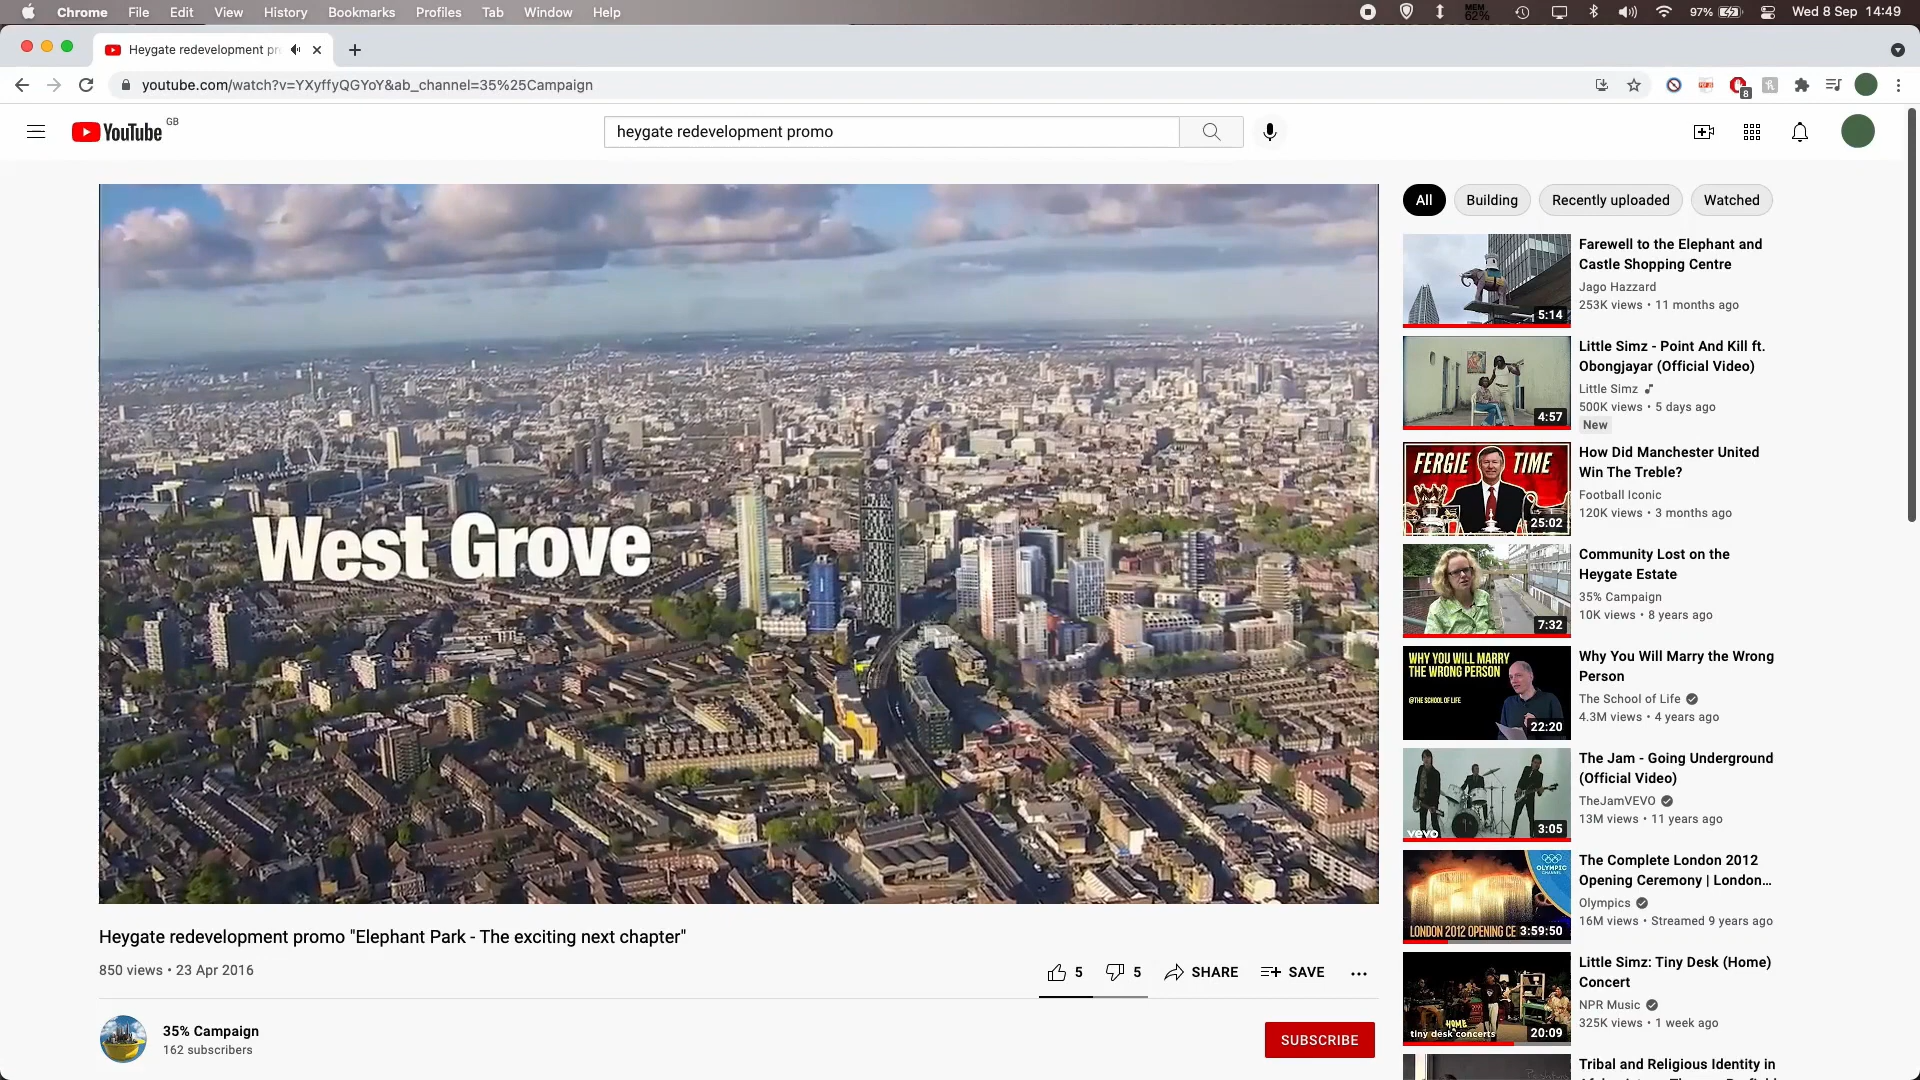 Chrome File Edit View History Bookmarks Profiles Tab Window Help
MEM
62%
97%
Wed 8 Sep 14:49
Heygate redevelopment pr
youtube.com/watch?v=YXyffyQGYoY&ab_channel=35%25Campaign
8
YouTube GB
heygate redevelopment promo
West Grove
Heygate redevelopment promo "Elephant Park - The exciting next chapter"
850 views • 23 Apr 2016
5 5 SHARE SAVE
35% Campaign
162 subscribers
SUBSCRIBE
All Building Recently uploaded Watched
5:14
Farewell to the Elephant and
Castle Shopping Centre
Jago Hazzard
253K views • 11 months ago
4:57
Little Simz - Point And Kill ft.
Obongjayar (Official Video)
Little Simz
500K views • 5 days ago
New
FERGIE TIME
25:02
How Did Manchester United
Win The Treble?
Football Iconic
120K views • 3 months ago
7:32
Community Lost on the
Heygate Estate
35% Campaign
10K views • 8 years ago
WHY YOU WILL MARRY
THE WRONG PERSON
@THE SCHOOL OF LIFE
22:20
Why You Will Marry the Wrong
Person
The School of Life
4.3M views • 4 years ago
vevo
3:05
The Jam - Going Underground
(Official Video)
TheJamVEVO
13M views • 11 years ago
OLYMPIC
CHANNEL
LONDON 2012 OPENING CE
3:59:50
The Complete London 2012
Opening Ceremony | London...
Olympics
16M views • Streamed 9 years ago
HOME
tiny desk concerts
20:09
Little Simz: Tiny Desk (Home)
Concert
NPR Music
325K views • 1 week ago
Tribal and Religious Identity in